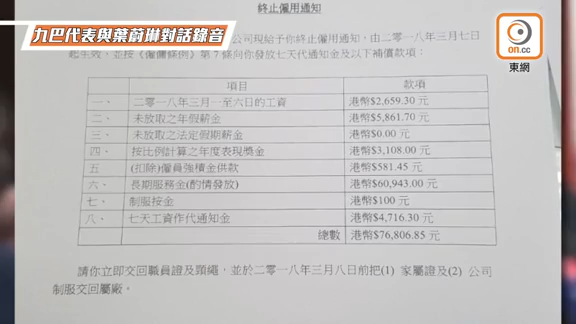 終止僱用通知
九巴代表與葉蔚琳對話錄音
on.cc
東網
公司現給予你終止僱用通知,由二零一八年三月七日
起生效,並按《僱傭條例》第7條向你發放七天代通知金及以下補償款項:
項目 款項
一、 二零一八年三月一至六日的工資 港幣$2,659.30 元
二、 未放取之年假薪金 港幣$5,861.70 元
三、 未放取之法定假期薪金 港幣$0.00 元
四、 按比例計算之年度表現獎金 港幣$3,108.00 元
五 (扣除)僱員強積金供款 港幣$581.45 元
六、 長期服務金(酌情發放) 港幣$60,943.00 元
七、 制服按金 港幣$100 元
八、 七天工資作代通知金 港幣$4,716.30 元
總數 港幣$76,806.85 元
請你立即交回職員證及頸繩,並於二零一八年三月八日前把(1) 家屬證及(2) 公司
制服交回屬廠。